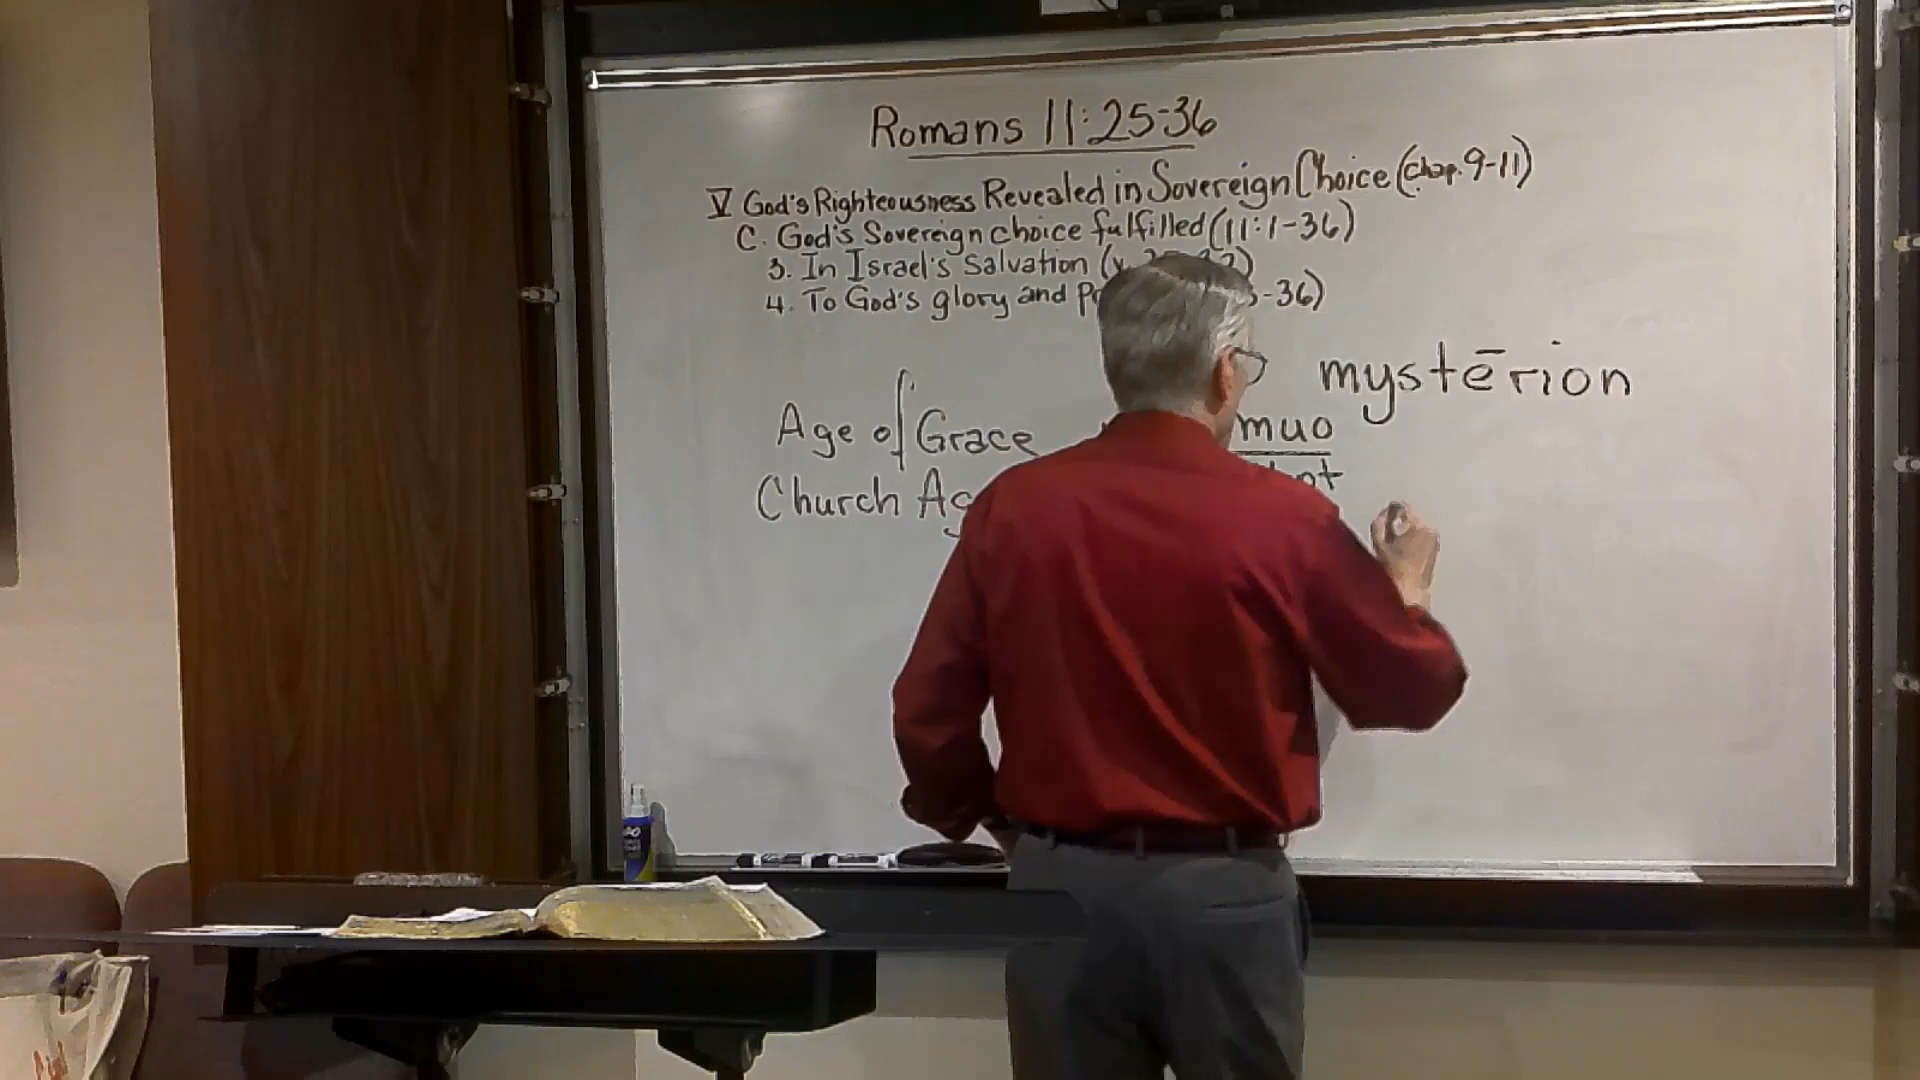 Romans 11:25-36
V God's Righteousness Revealed in Sovereign Choice (Chap. 9-11)
C. God's Sovereign choice fulfilled (11:1-36)
3. In Israel's Salvation (v.
4. To God's glory and -36)
mystērion
Age of Grace muo
Church